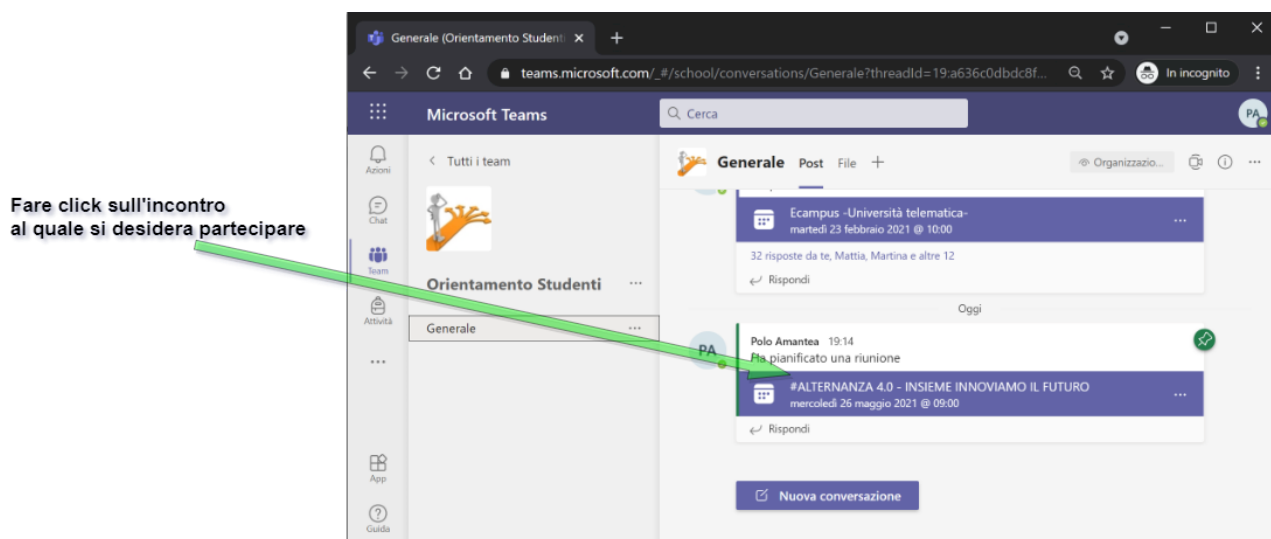 Generale (Orientamento Studenti
teams.microsoft.com/_#/school/conversations/Generale?threadId=19:a636c0dbdc8f...
In incognito
Microsoft Teams
Cerca
PA
Azioni
Chat
Team
Attività
App
Guida
Tutti i team
Orientamento Studenti
Generale
Fare click sull'incontro
al quale si desidera partecipare
Generale Post File
Organizzazio...
Ecampus -Università telematica-
martedì 23 febbraio 2021 @ 10:00
32 risposte da te, Mattia, Martina e altre 12
Rispondi
Oggi
PA
Polo Amantea 19:14
Ha pianificato una riunione
#ALTERNANZA 4.0 - INSIEME INNOVIAMO IL FUTURO
mercoledì 26 maggio 2021 @ 09:00
Rispondi
Nuova conversazione